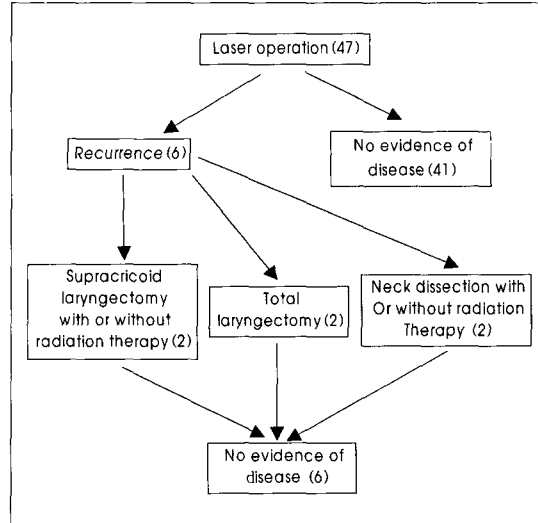 Laser operation (47)
Recurrence (6)
No evidence of
disease (41)
Supracricoid
laryngectomy
with or without
radiation therapy (2)
Total
laryngectomy (2)
Neck dissection with
Or without radiation
Therapy (2)
No evidence of
disease (6)